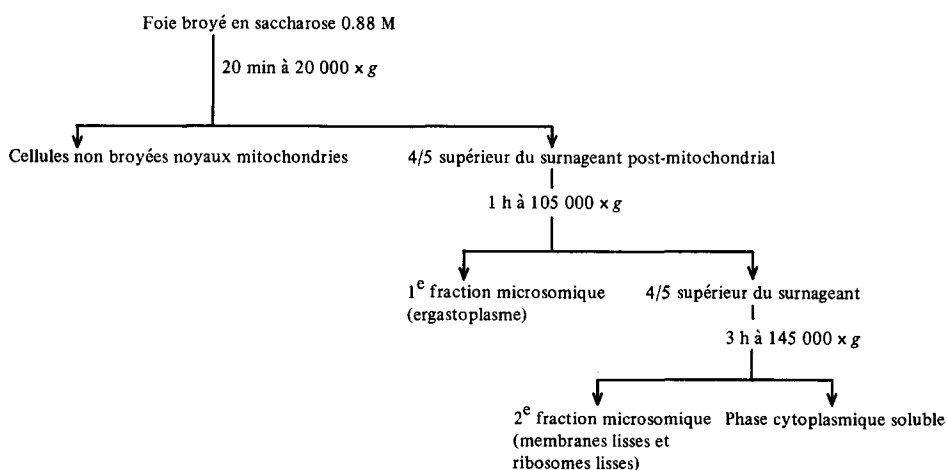 Foie broyé en saccharose 0.88 M
20 min à 20 000 × g
Cellules non broyées noyaux mitochondries
4/5 supérieur du surnageant post-mitochondrial
1 h à 105 000 × g
1e fraction microsomique
(ergastoplasme)
4/5 supérieur du surnageant
3 h à 145 000 × g
2e fraction microsomique
(membranes lisses et
ribosomes lisses)
Phase cytoplasmique soluble